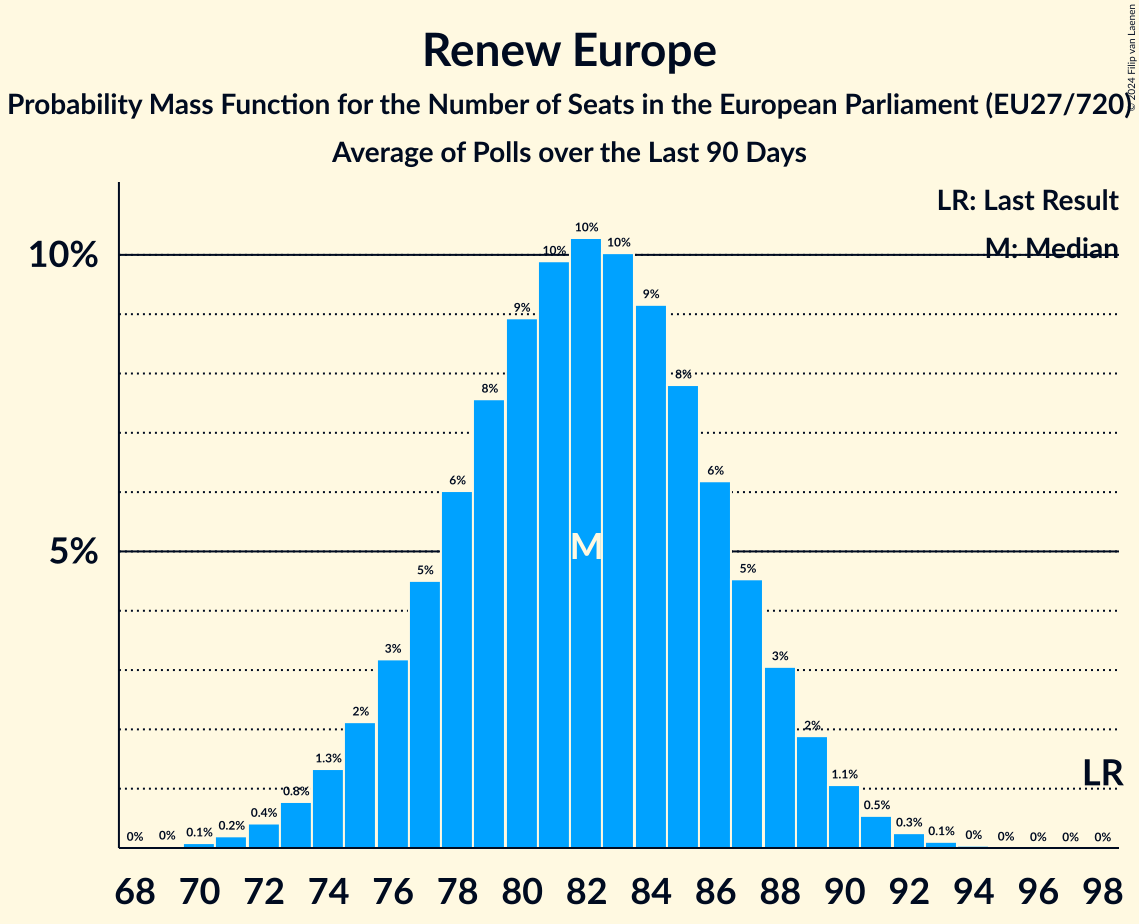 © 2024 Filip van Laenen
Renew Europe
Probability Mass Function for the Number of Seats in the European Parliament (EU27/720)
Average of Polls over the Last 90 Days
LR: Last Result
M: Median
10%
5%
0% 0% 0.1% 0.2% 0.4% 0.8% 1.3% 2% 3% 5% 6% 8% 9% 10% 10% 10% 9% 8% 6% 5% 3% 2% 1.1% 0.5% 0.3% 0.1% 0% 0% 0% 0% 0%
M
LR
68 70 72 74 76 78 80 82 84 86 88 90 92 94 96 98